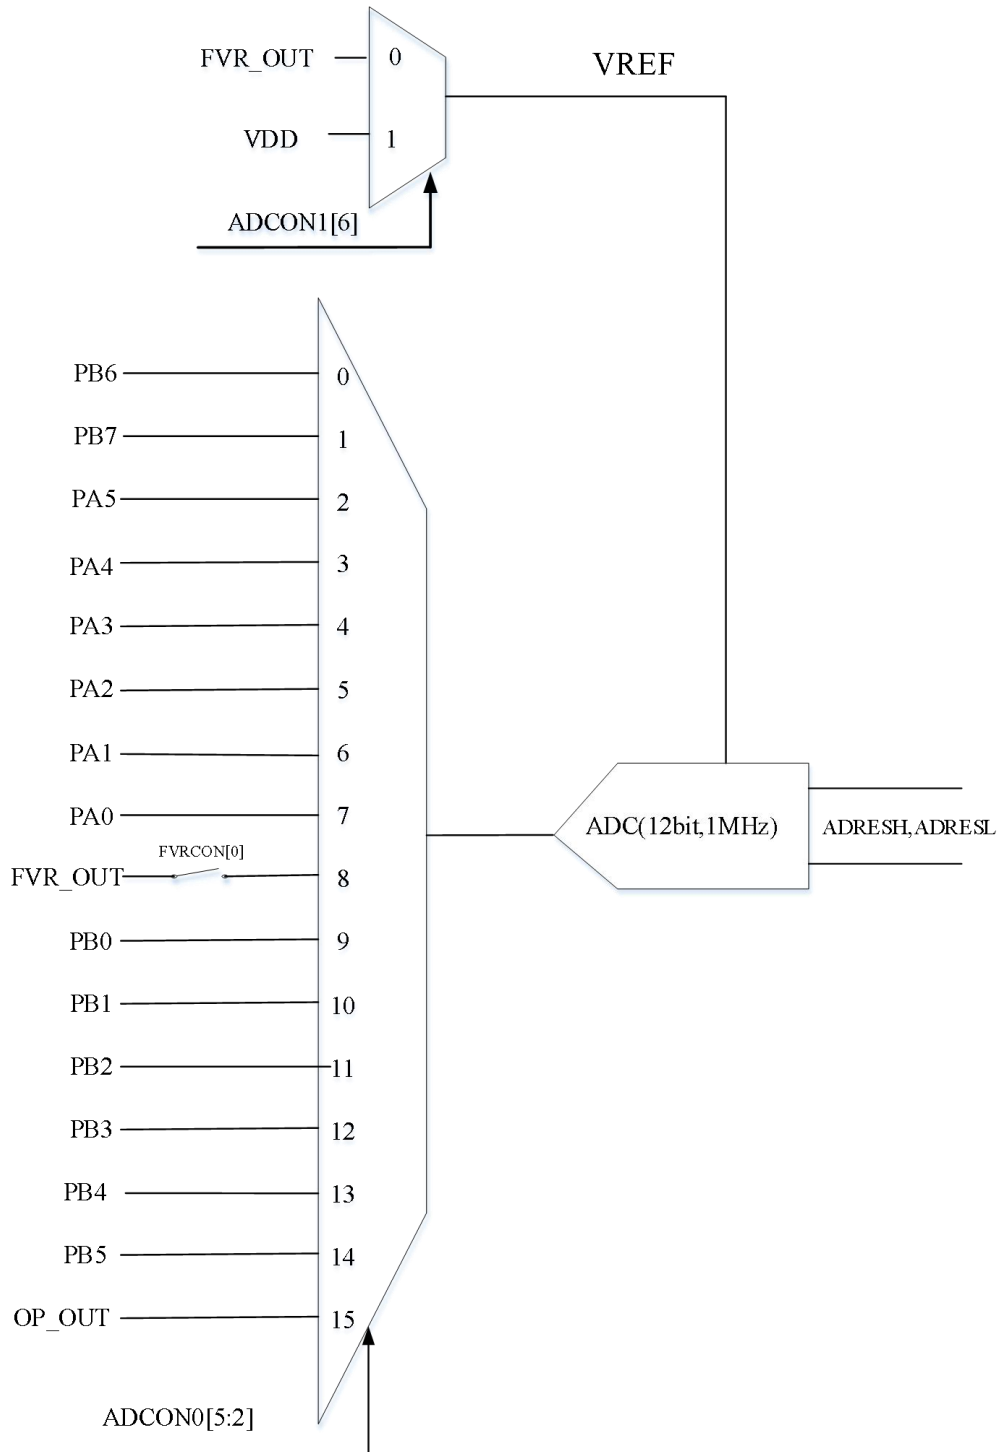 FVR_OUT
0
VREF
VDD
1
ADCON1[6]
PB6
0
PB7
1
PA5
2
PA4
3
PA3
4
PA2
5
PA1
6
PA0
7
ADC(12bit,1MHz)
ADRESH,ADRESL
FVRCON[0]
FVR_OUT
8
PB0
9
PB1
10
PB2
11
PB3
12
PB4
13
PB5
14
OP_OUT
15
ADCON0[5:2]